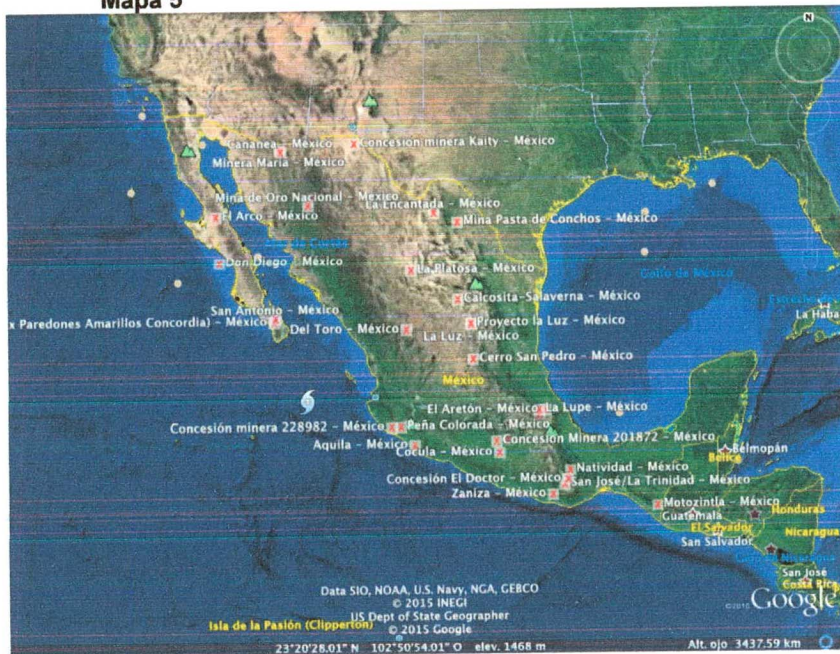 Mapa 5
N
Cananea - México
Concesión minera Kaity - México
Minera María - México
Mina de Oro Nacional - México
La Encantada - México
El Arco - México
Mina Pasta de Conchos - México
Golfo de México
Don Diego - México
La Platosa - México
San Antonio - México
Calcosita-Salaverna - México
La Haba
x Paredones Amarillos Concordia) - México
Proyecto la Luz - México
Del Toro - México
La Luz - México
Cerro San Pedro - México
México
El Aretón - México
La Lupe - México
Concesión minera 228982 - México
Peña Colorada - México
Concesión Minera 201872 - México
Aquila - México
Cocula - México
Belmopán
Belice
Natividad - México
Concesión El Doctor - México
San José/La Trinidad - México
Zaniza - México
Motozintla - México
Guatemala
Honduras
El Salvador
Nicaragua
San Salvador
San José
Costa Rica
Data SIO, NOAA, U.S. Navy, NGA, GEBCO
© 2015 INEGI
US Dept of State Geographer
© 2015 Google
Google
Isla de la Pasión (Clipperton)
23°20'28.01" N 102°50'54.01" O elev. 1468 m
Alt. ojo 3437.59 km